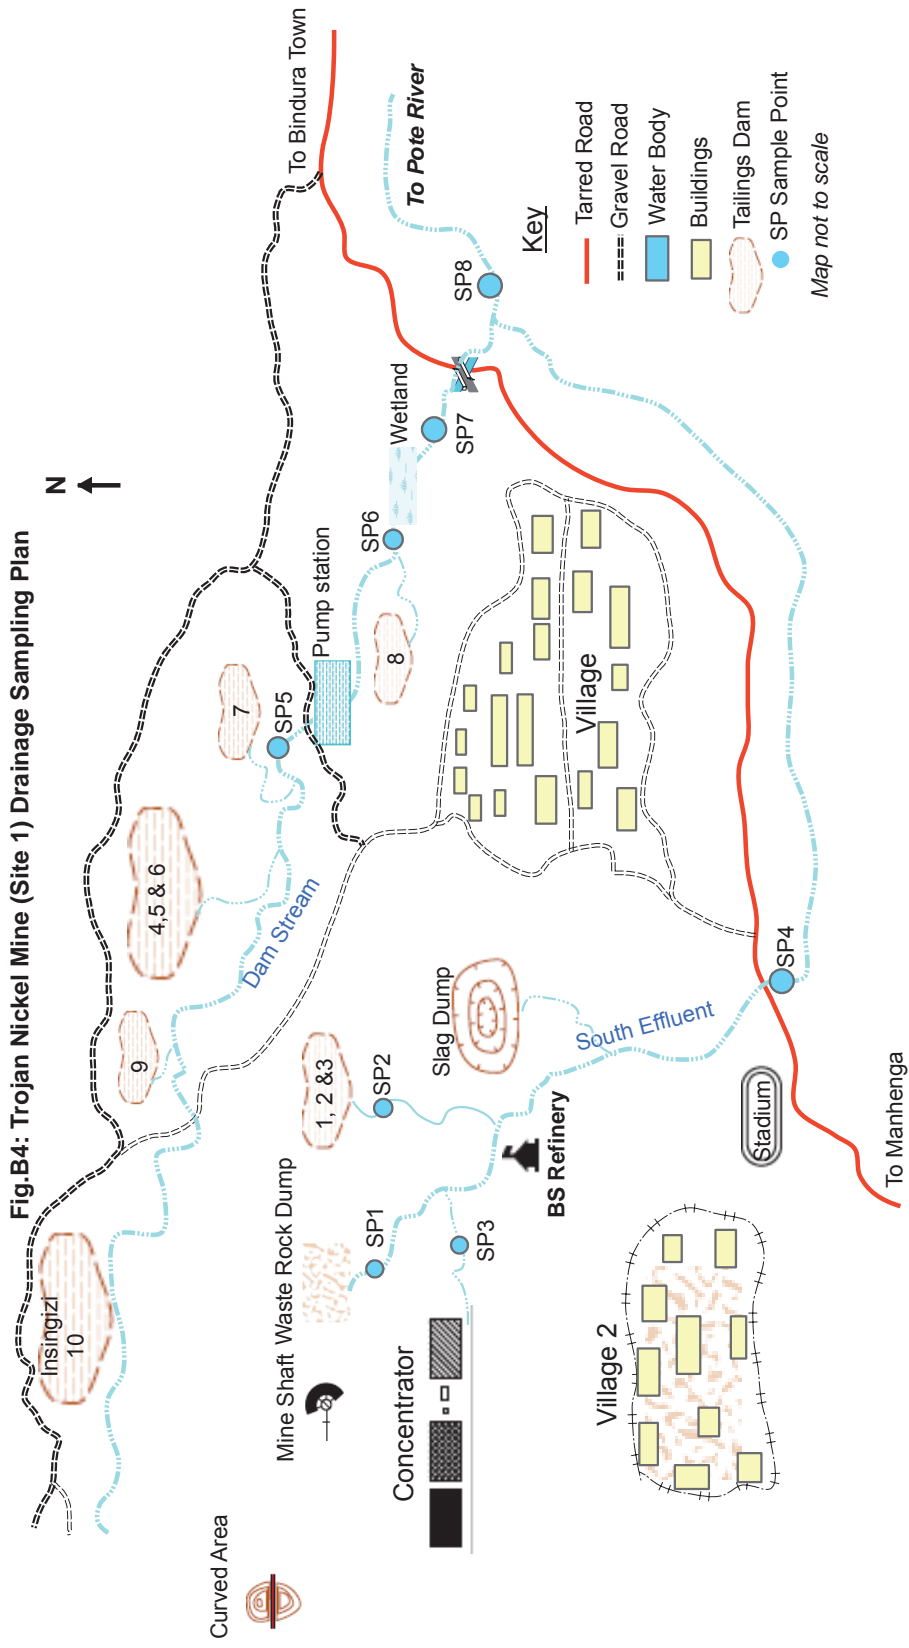 Fig.B4: Trojan Nickel Mine (Site 1) Drainage Sampling Plan
N
Insingizi
10
9
4,5 & 6
7
SP5
Pump station
To Bindura Town
Dam Stream
8
SP6
Wetland
SP7
SP8
To Pote River
Curved Area
Mine Shaft
Waste Rock Dump
SP1
1, 2 &3
SP2
Slag Dump
Concentrator
SP3
BS Refinery
South Effluent
Village
Village 2
Stadium
SP4
To Manhenga
Key
Tarred Road
Gravel Road
Water Body
Buildings
Tailings Dam
SP Sample Point
Map not to scale